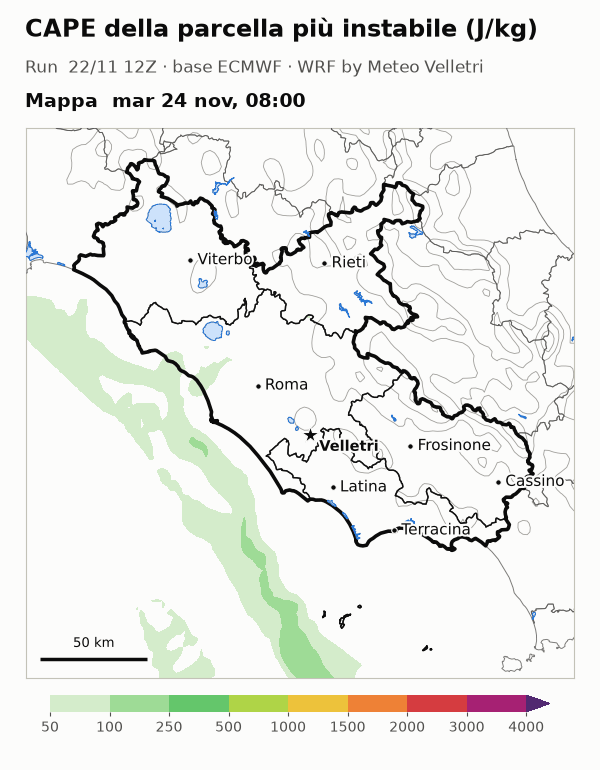 CAPE della parcella più instabile (J/kg)
Run  22/11 12Z · base ECMWF · WRF by Meteo Velletri
Mappa  mar 24 nov, 08:00
Viterbo
Rieti
Roma
Velletri
Frosinone
Latina
Cassino
Terracina
50 km
50 100 250 500 1000 1500 2000 3000 4000